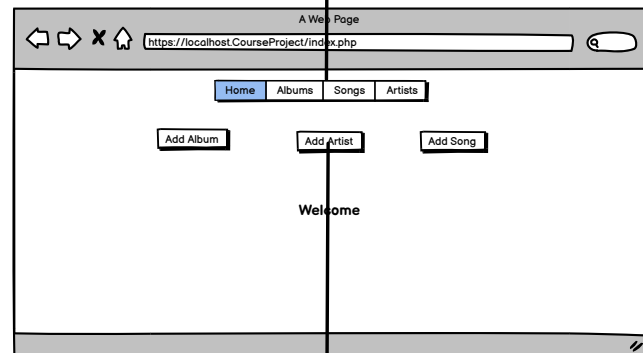 A Web Page
https://localhost.CourseProject/index.php
Home Albums Songs Artists
Add Album Add Artist Add Song
Welcome